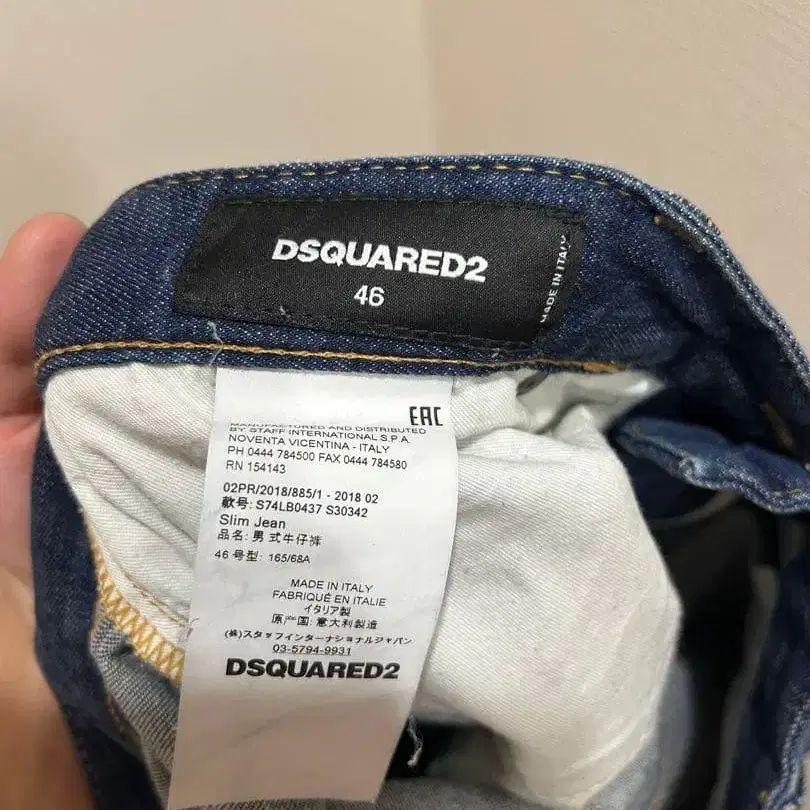 DSQUARED2
46
MADE IN ITALY
EAC
MANUFACTURED AND DISTRIBUTED
BY STAFF INTERNATIONAL S.P.A.
NOVENTA VICENTINA - ITALY
PH 0444 784500 FAX 0444 784580
RN 154143
02PR/2018/885/1 - 2018 02
款号: S74LB0437 S30342
Slim Jean
品名: 男式牛仔裤
46 号型: 165/68A
MADE IN ITALY
FABRIQUÉ EN ITALIE
イタリア製
原产国: 意大利製造
(株)スタッフインターナショナルジャパン
03-5794-9931
DSQUARED2